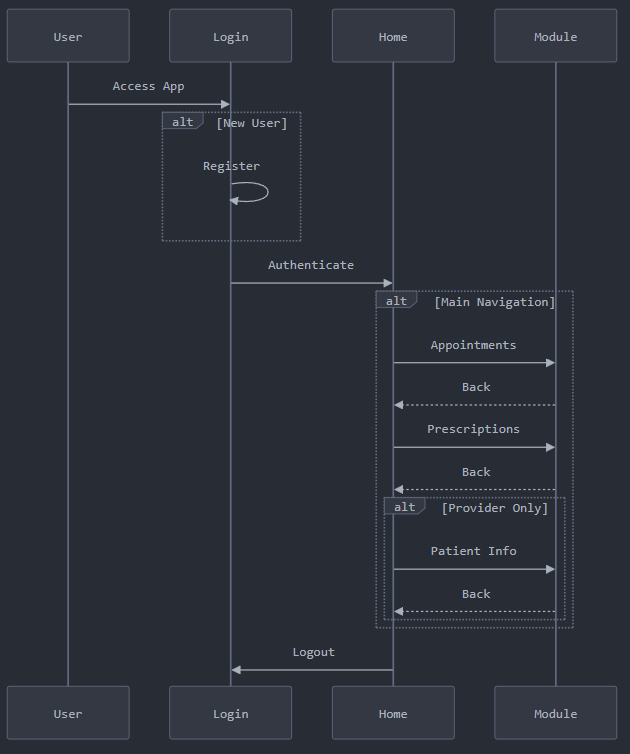 User Login Home Module
Access App
alt [New User]
Register
Authenticate
alt [Main Navigation]
Appointments
Back
Prescriptions
Back
alt [Provider Only]
Patient Info
Back
Logout
User Login Home Module